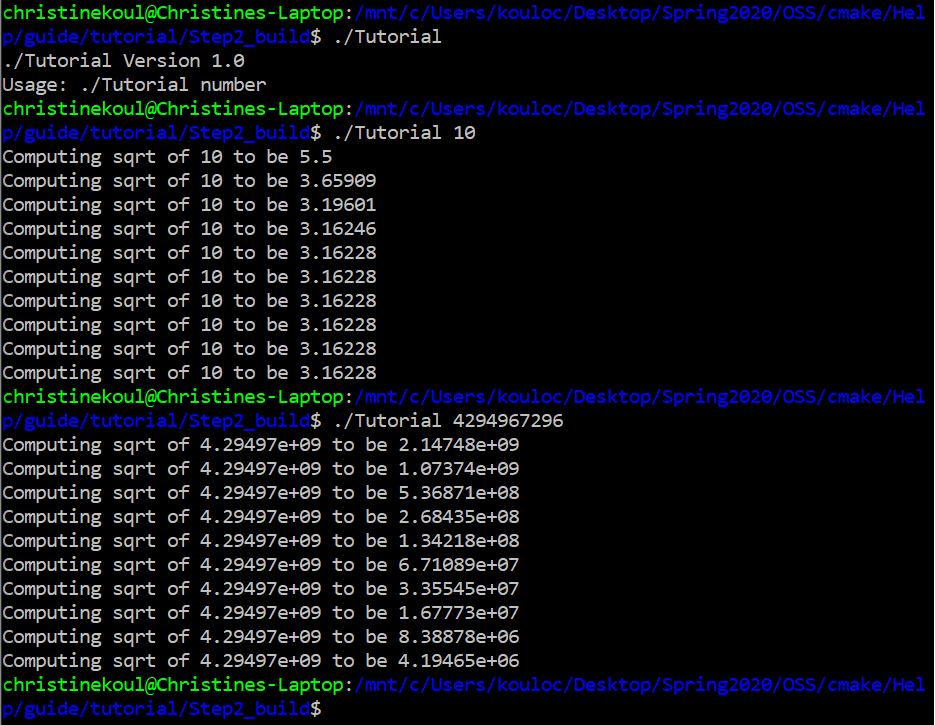 christinekoul@Christines-Laptop:/mnt/c/Users/kouloc/Desktop/Spring2020/OSS/cmake/Hel
p/guide/tutorial/Step2_build$ ./Tutorial
./Tutorial Version 1.0
Usage: ./Tutorial number
christinekoul@Christines-Laptop:/mnt/c/Users/kouloc/Desktop/Spring2020/OSS/cmake/Hel
p/guide/tutorial/Step2_build$ ./Tutorial 10
Computing sqrt of 10 to be 5.5
Computing sqrt of 10 to be 3.65909
Computing sqrt of 10 to be 3.19601
Computing sqrt of 10 to be 3.16246
Computing sqrt of 10 to be 3.16228
Computing sqrt of 10 to be 3.16228
Computing sqrt of 10 to be 3.16228
Computing sqrt of 10 to be 3.16228
Computing sqrt of 10 to be 3.16228
Computing sqrt of 10 to be 3.16228
christinekoul@Christines-Laptop:/mnt/c/Users/kouloc/Desktop/Spring2020/OSS/cmake/Hel
p/guide/tutorial/Step2_build$ ./Tutorial 4294967296
Computing sqrt of 4.29497e+09 to be 2.14748e+09
Computing sqrt of 4.29497e+09 to be 1.07374e+09
Computing sqrt of 4.29497e+09 to be 5.36871e+08
Computing sqrt of 4.29497e+09 to be 2.68435e+08
Computing sqrt of 4.29497e+09 to be 1.34218e+08
Computing sqrt of 4.29497e+09 to be 6.71089e+07
Computing sqrt of 4.29497e+09 to be 3.35545e+07
Computing sqrt of 4.29497e+09 to be 1.67773e+07
Computing sqrt of 4.29497e+09 to be 8.38878e+06
Computing sqrt of 4.29497e+09 to be 4.19465e+06
christinekoul@Christines-Laptop:/mnt/c/Users/kouloc/Desktop/Spring2020/OSS/cmake/Hel
p/guide/tutorial/Step2_build$